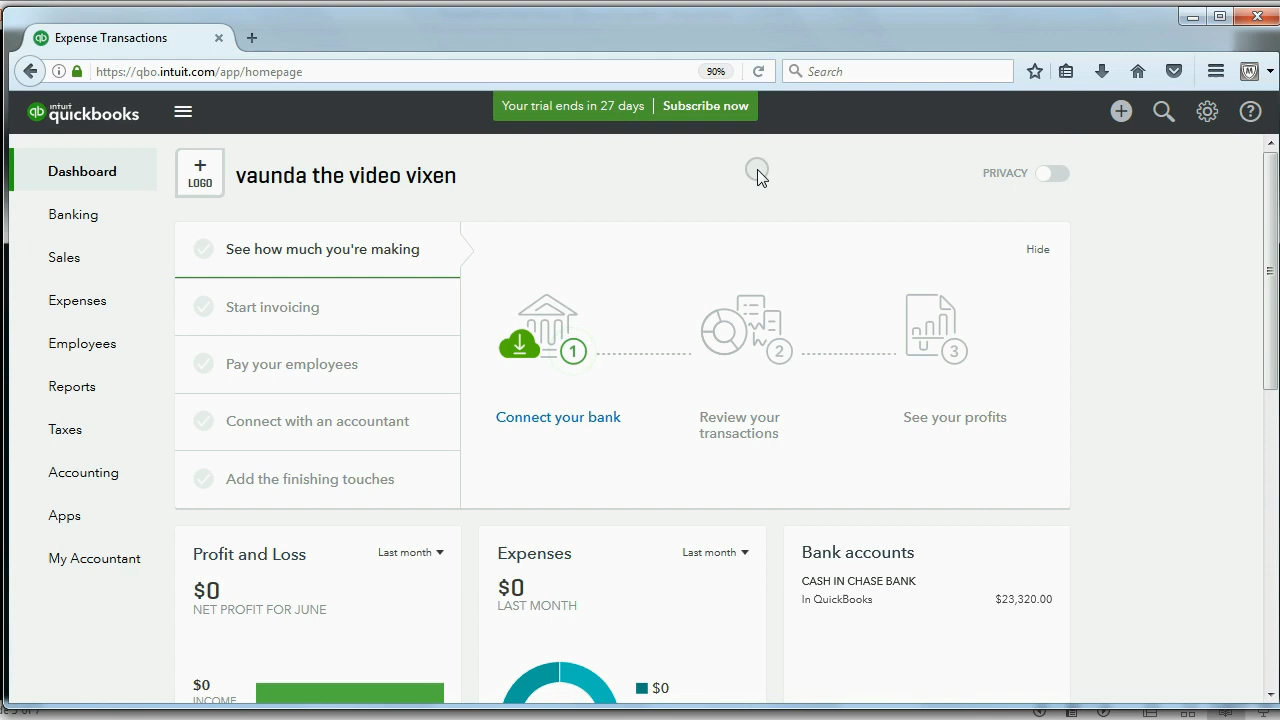 Expense Transactions
https://qbo.intuit.com/app/homepage
90%
Search
intuit
quickbooks
Your trial ends in 27 days
Subscribe now
Dashboard
Banking
Sales
Expenses
Employees
Reports
Taxes
Accounting
Apps
My Accountant
+
LOGO
vaunda the video vixen
PRIVACY
See how much you're making
Hide
Start invoicing
Pay your employees
Connect with an accountant
Add the finishing touches
1
2
3
Connect your bank
Review your
transactions
See your profits
Profit and Loss
Last month
$0
NET PROFIT FOR JUNE
$0
INCOME
Expenses
Last month
$0
LAST MONTH
$0
Bank accounts
CASH IN CHASE BANK
In QuickBooks $23,320.00